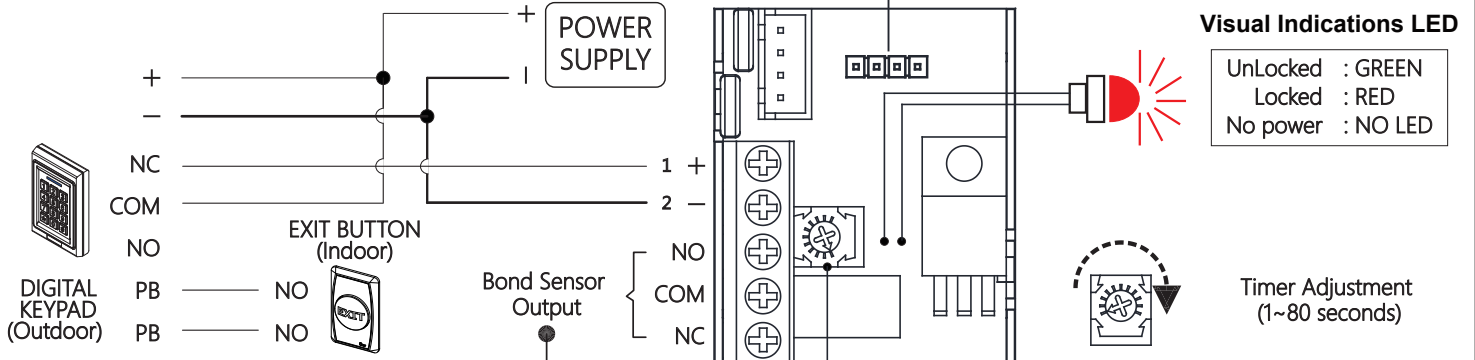 +
POWER
SUPPLY
−
+
−
NC
COM
NO
PB
PB
DIGITAL
KEYPAD
(Outdoor)
EXIT BUTTON
(Indoor)
NO
NO
EXIT
Bond Sensor
Output
1 +
2 −
NO
COM
NC
Visual Indications LED
UnLocked : GREEN
Locked : RED
No power : NO LED
Timer Adjustment
(1~80 seconds)